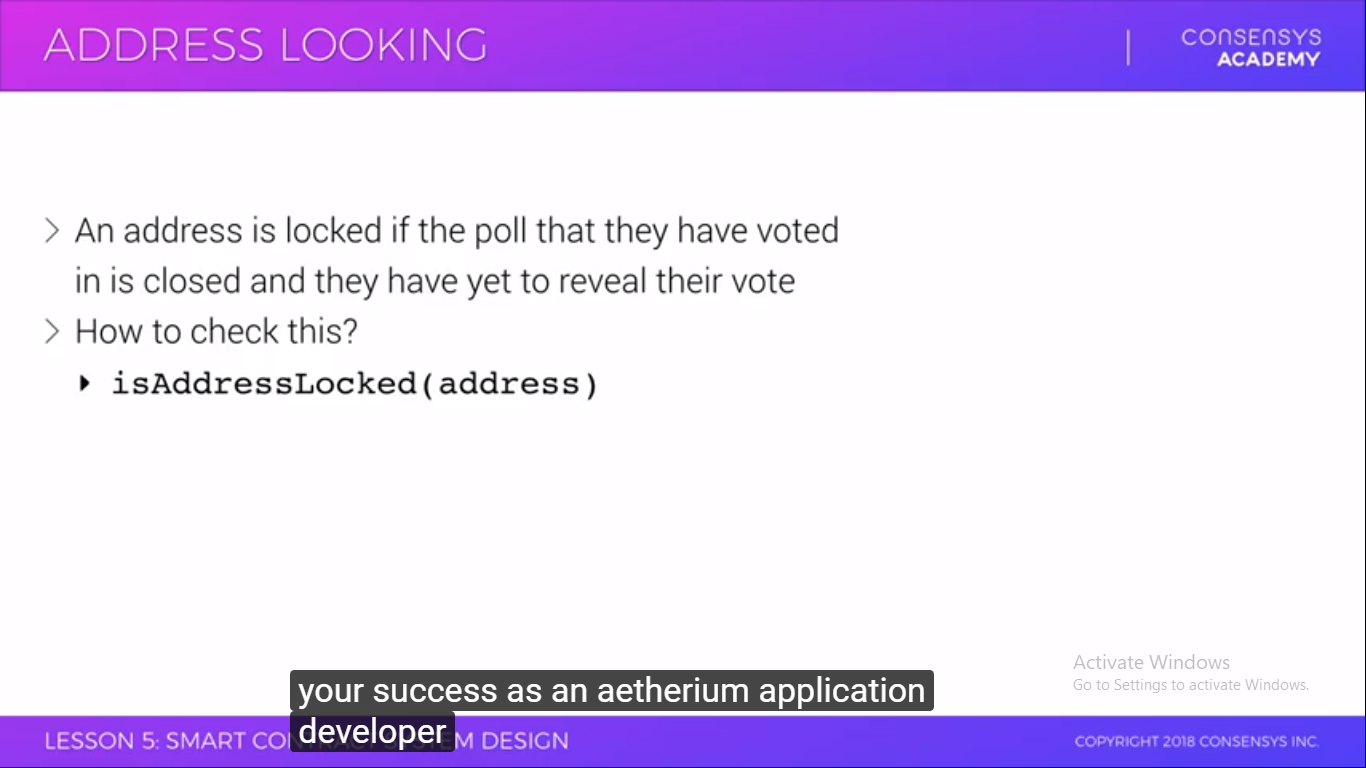 ADDRESS LOOKING
CONSENSYS
ACADEMY
> An address is locked if the poll that they have voted
in is closed and they have yet to reveal their vote
> How to check this?
‣ isAddressLocked(address)
Activate Windows
Go to Settings to activate Windows.
your success as an aetherium application
developer
LESSON 5: SMART CONTRACT SYSTEM DESIGN
COPYRIGHT 2018 CONSENSYS INC.